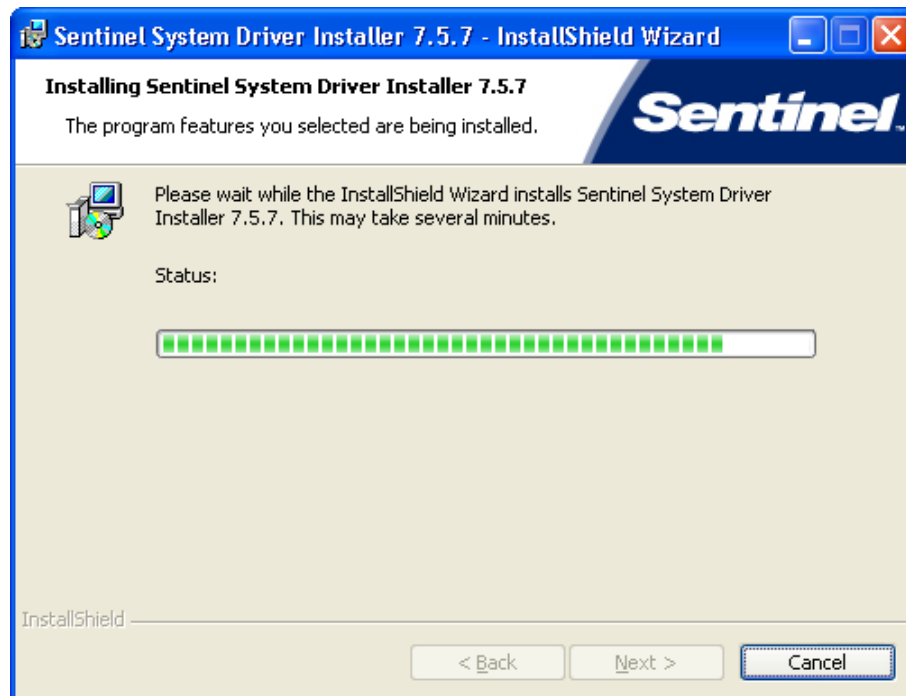 Sentinel System Driver Installer 7.5.7 - InstallShield Wizard
Installing Sentinel System Driver Installer 7.5.7
The program features you selected are being installed.
Sentinel™
Please wait while the InstallShield Wizard installs Sentinel System Driver
Installer 7.5.7. This may take several minutes.
Status:
InstallShield
< Back
Next >
Cancel